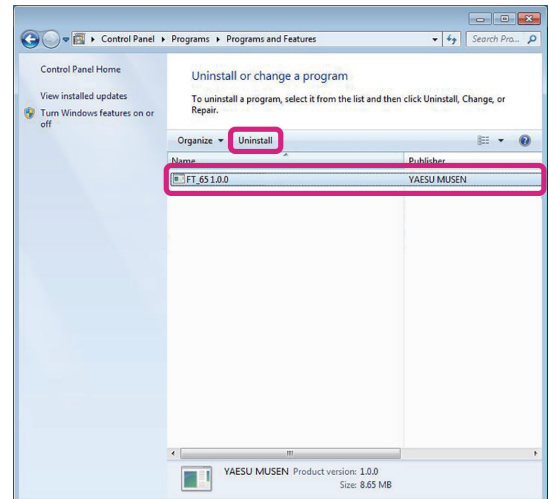 Control Panel ▸ Programs ▸ Programs and Features
Search Pro...
Control Panel Home
View installed updates
Turn Windows features on or
off
Uninstall or change a program
To uninstall a program, select it from the list and then click Uninstall, Change, or
Repair.
Organize Uninstall
Name Publisher
FT_65 1.0.0 YAESU MUSEN
YAESU MUSEN Product version: 1.0.0
Size: 8.65 MB